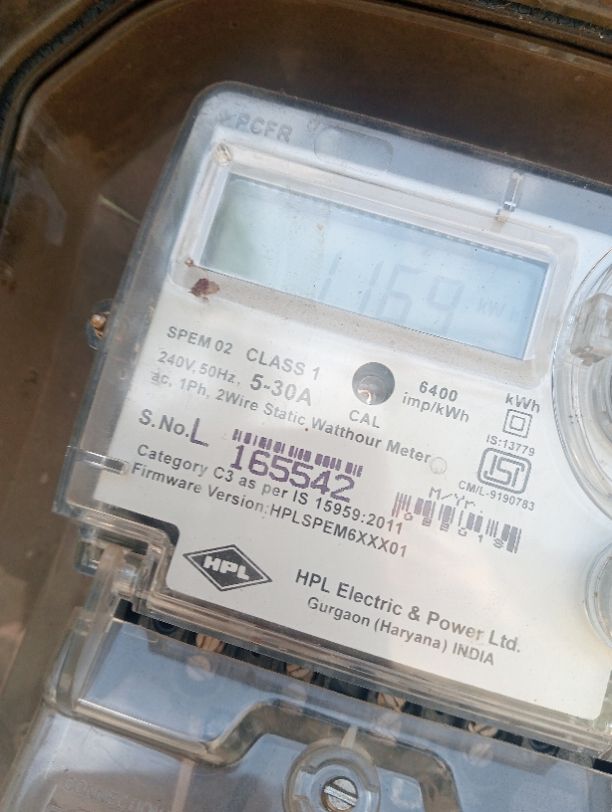 PCFR
1169 kWh
SPEM 02 CLASS 1
240V,50Hz, 5-30A
ac, 1Ph, 2Wire Static Watthour Meter
CAL
6400
imp/kWh
kWh
IS:13779
CM/L-9190783
S.No.L 165542
M/Yr.
Category C3 as per IS 15959:2011
Firmware Version:HPLSPEM6XXX01
HPL
HPL Electric & Power Ltd.
Gurgaon (Haryana) INDIA